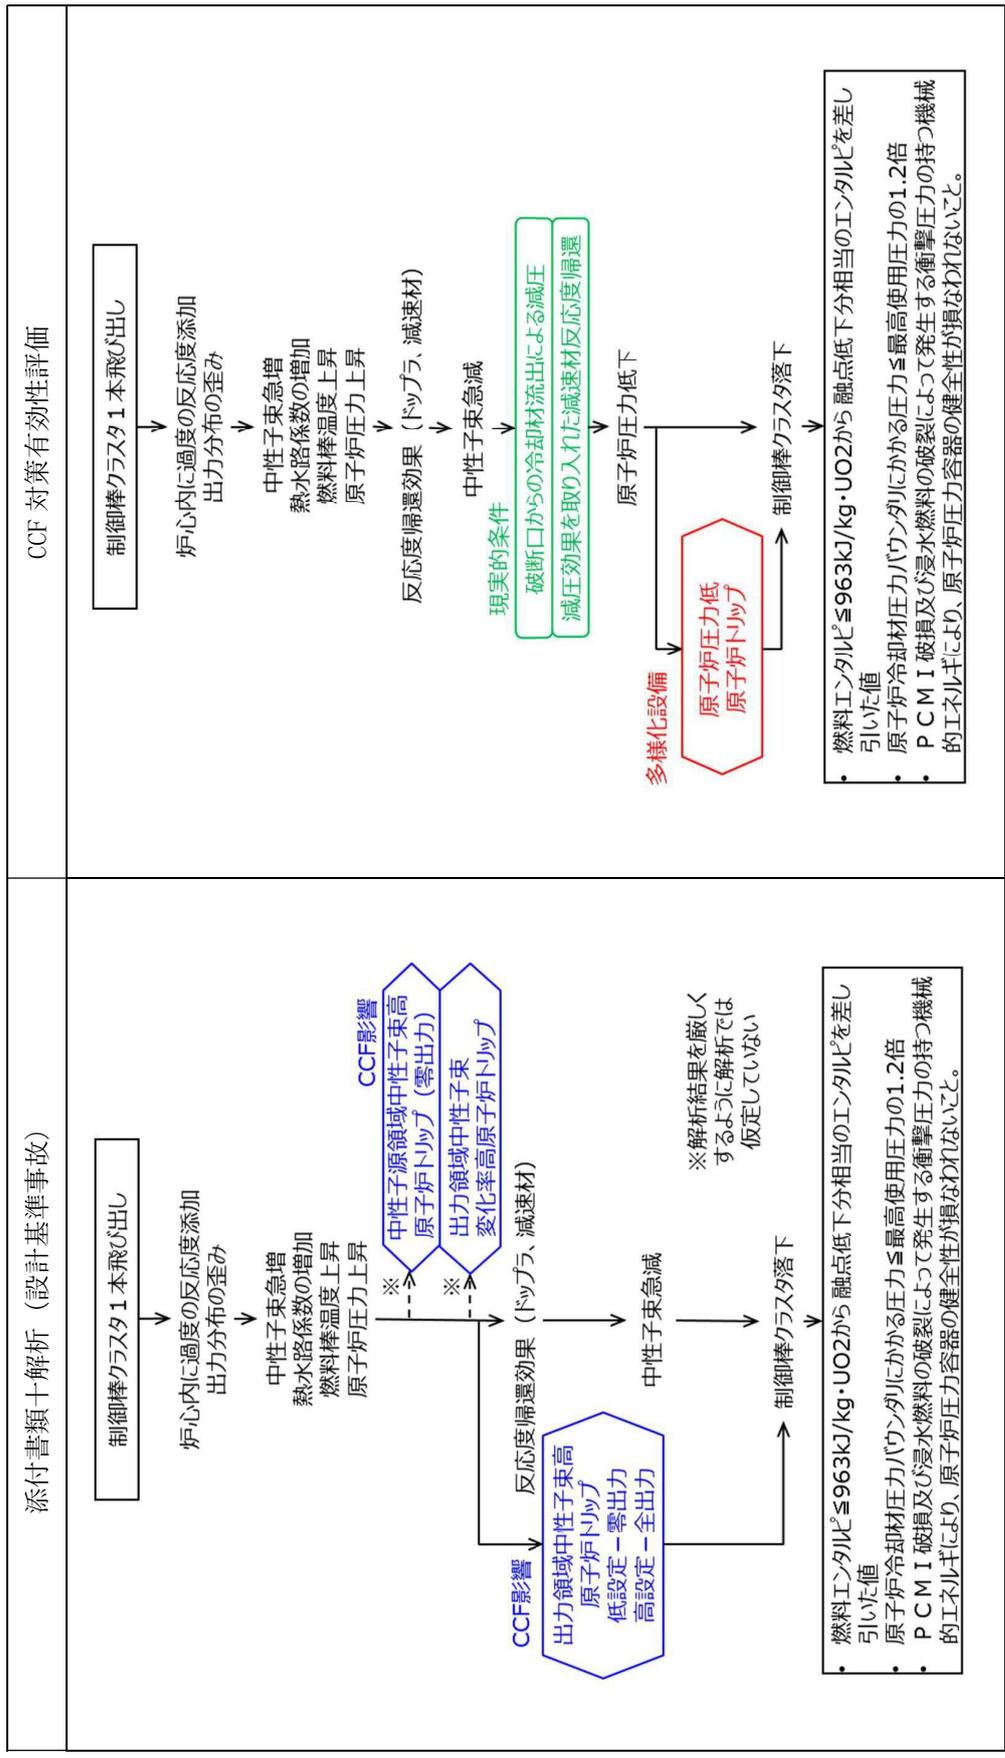 添付書類十解析（設計基準事故）
制御棒クラスタ１本飛び出し
炉心内に過度の反応度添加
出力分布の歪み
中性子束急増
熱水路係数の増加
燃料棒温度上昇
原子炉圧力上昇
CCF影響
※
中性子源領域中性子束高
原子炉トリップ（零出力）
※
出力領域中性子束
変化率高原子炉トリップ
反応度帰還効果（ドップラ、減速材）
CCF影響
出力領域中性子束高
原子炉トリップ
低設定－零出力
高設定－全出力
中性子束急減
※解析結果を厳しく
するように解析では
仮定していない
制御棒クラスタ落下
• 燃料エンタルピ≦963kJ/kg・UO2から 融点低下分相当のエンタルピを差し
引いた値
• 原子炉冷却材圧力バウンダリにかかる圧力≦最高使用圧力の1.2倍
• ＰＣＭＩ破損及び浸水燃料の破裂によって発生する衝撃圧力の持つ機械
的エネルギにより、原子炉圧力容器の健全性が損なわれないこと。
CCF 対策有効性評価
制御棒クラスタ１本飛び出し
炉心内に過度の反応度添加
出力分布の歪み
中性子束急増
熱水路係数の増加
燃料棒温度上昇
原子炉圧力上昇
反応度帰還効果（ドップラ、減速材）
中性子束急減
現実的条件
破断口からの冷却材流出による減圧
減圧効果を取り入れた減速材反応度帰還
原子炉圧力低下
多様化設備
原子炉圧力低
原子炉トリップ
制御棒クラスタ落下
• 燃料エンタルピ≦963kJ/kg・UO2から 融点低下分相当のエンタルピを差し
引いた値
• 原子炉冷却材圧力バウンダリにかかる圧力≦最高使用圧力の1.2倍
• ＰＣＭＩ破損及び浸水燃料の破裂によって発生する衝撃圧力の持つ機械
的エネルギにより、原子炉圧力容器の健全性が損なわれないこと。